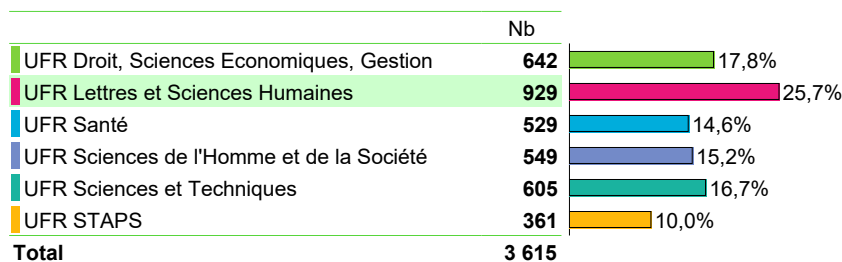 Nb
UFR Droit, Sciences Economiques, Gestion 642 17,8%
UFR Lettres et Sciences Humaines 929 25,7%
UFR Santé 529 14,6%
UFR Sciences de l'Homme et de la Société 549 15,2%
UFR Sciences et Techniques 605 16,7%
UFR STAPS 361 10,0%
Total 3 615